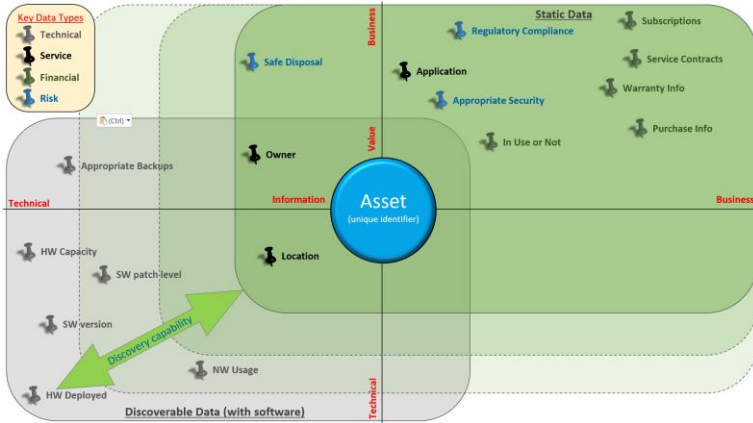 Key Data Types
Technical
Service
Financial
Risk
Static Data
Business
Regulatory Compliance
Subscriptions
Safe Disposal
Application
Service Contracts
Appropriate Security
Warranty Info
(Ctrl)
Value
In Use or Not
Purchase Info
Owner
Appropriate Backups
Technical
Information
Asset
(unique identifier)
Business
HW Capacity
Location
SW patch-level
SW version
Discovery capability
NW Usage
HW Deployed
Technical
Discoverable Data (with software)